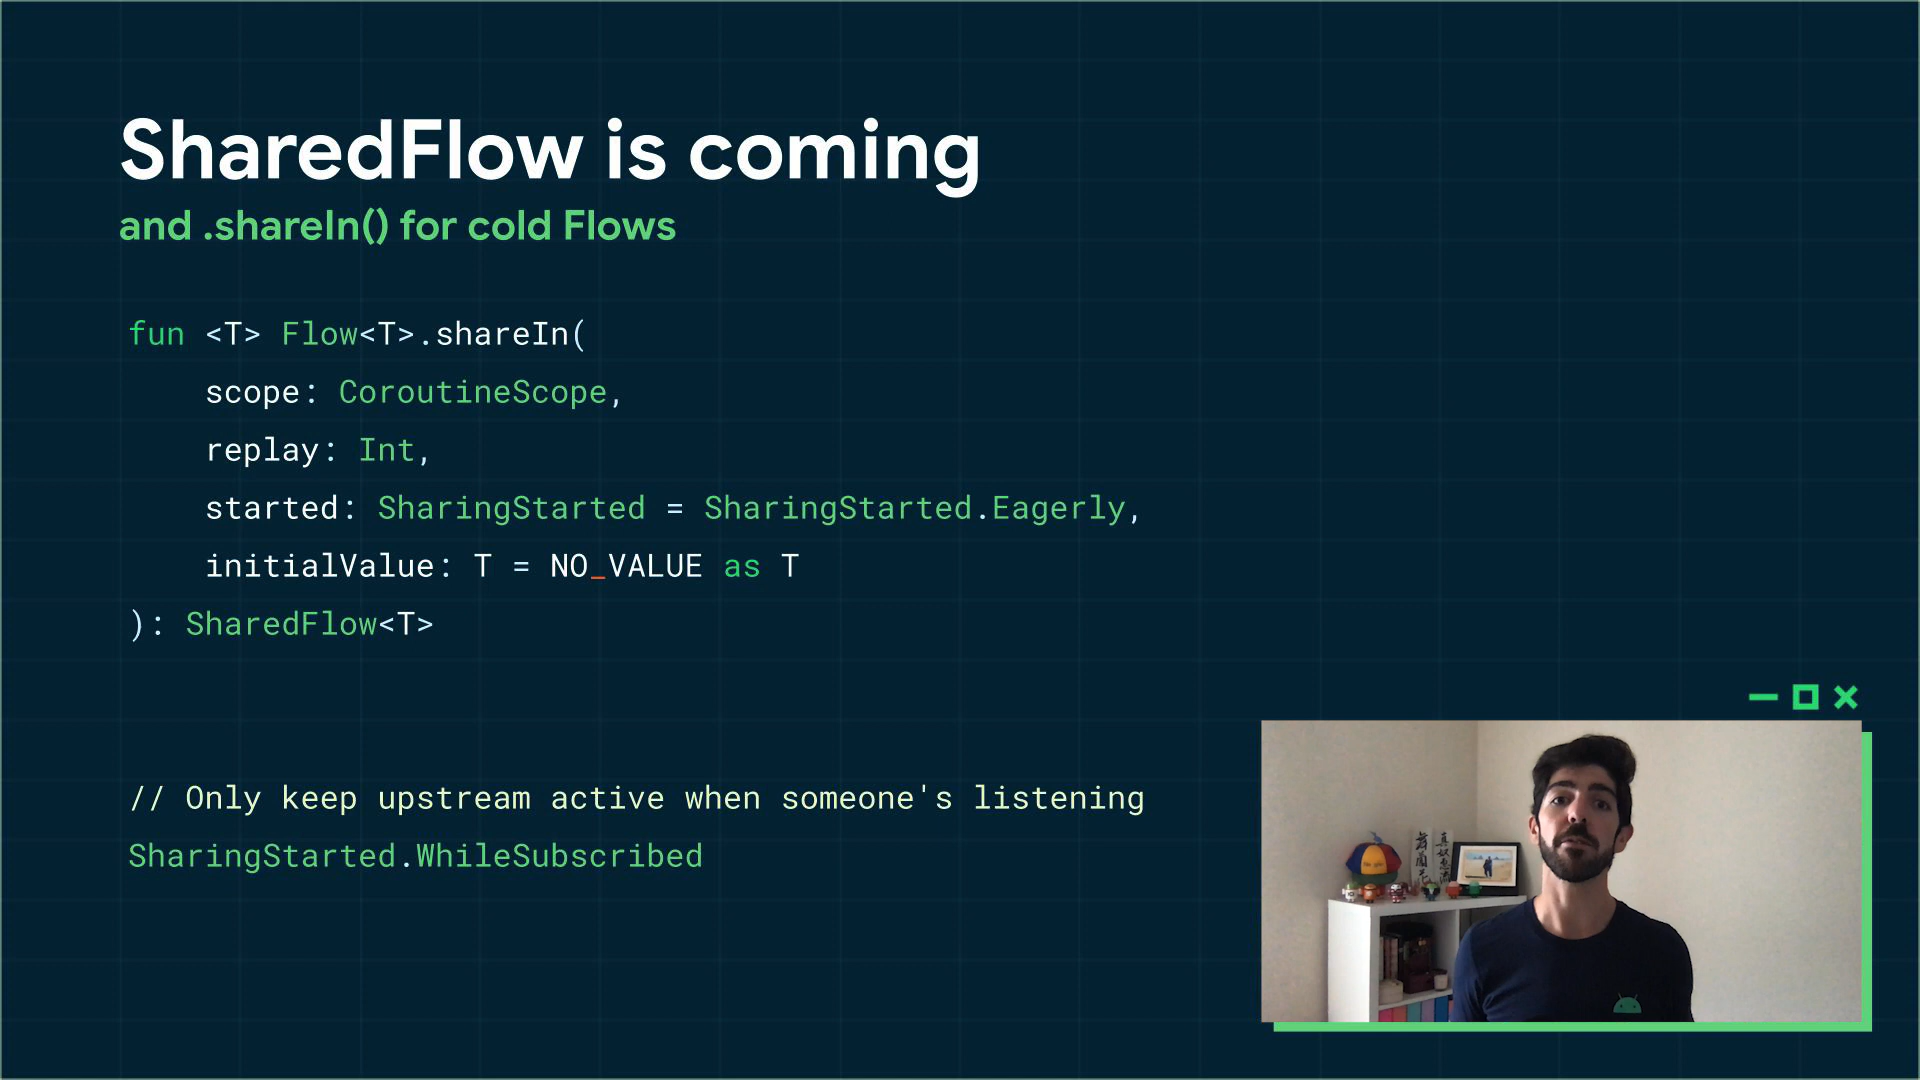 SharedFlow is coming
and .shareIn() for cold Flows
fun <T> Flow<T>.shareIn(
    scope: CoroutineScope,
    replay: Int,
    started: SharingStarted = SharingStarted.Eagerly,
    initialValue: T = NO_VALUE as T
): SharedFlow<T>
// Only keep upstream active when someone's listening
SharingStarted.WhileSubscribed